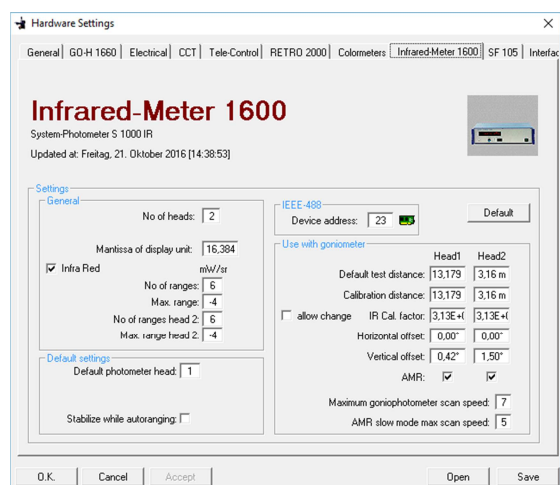 Hardware Settings
General GO-H 1660 Electrical CCT Tele-Control RETRO 2000 Colormeters Infrared-Meter 1600 SF 105 Interfac
Infrared-Meter 1600
System-Photometer S 1000 IR
Updated at: Freitag, 21. Oktober 2016 [14:38:53]
Settings
General
No of heads: 2
Mantissa of display unit: 16,384
Infra Red mW/sr
No of ranges: 6
Max. range: -4
No of ranges head 2: 6
Max. range head 2: -4
Default settings
Default photometer head: 1
Stabilize while autoranging:
IEEE-488
Device address: 23
Default
Use with goniometer
Head1 Head2
Default test distance: 13,179 3,16 m
Calibration distance: 13,179 3,16 m
allow change IR Cal. factor: 3,13E+( 3,13E+(
Horizontal offset: 0,00° 0,00°
Vertical offset: 0,42° 1,50°
AMR:
Maximum goniophotometer scan speed: 7
AMR slow mode max scan speed: 5
O.K. Cancel Accept Open Save